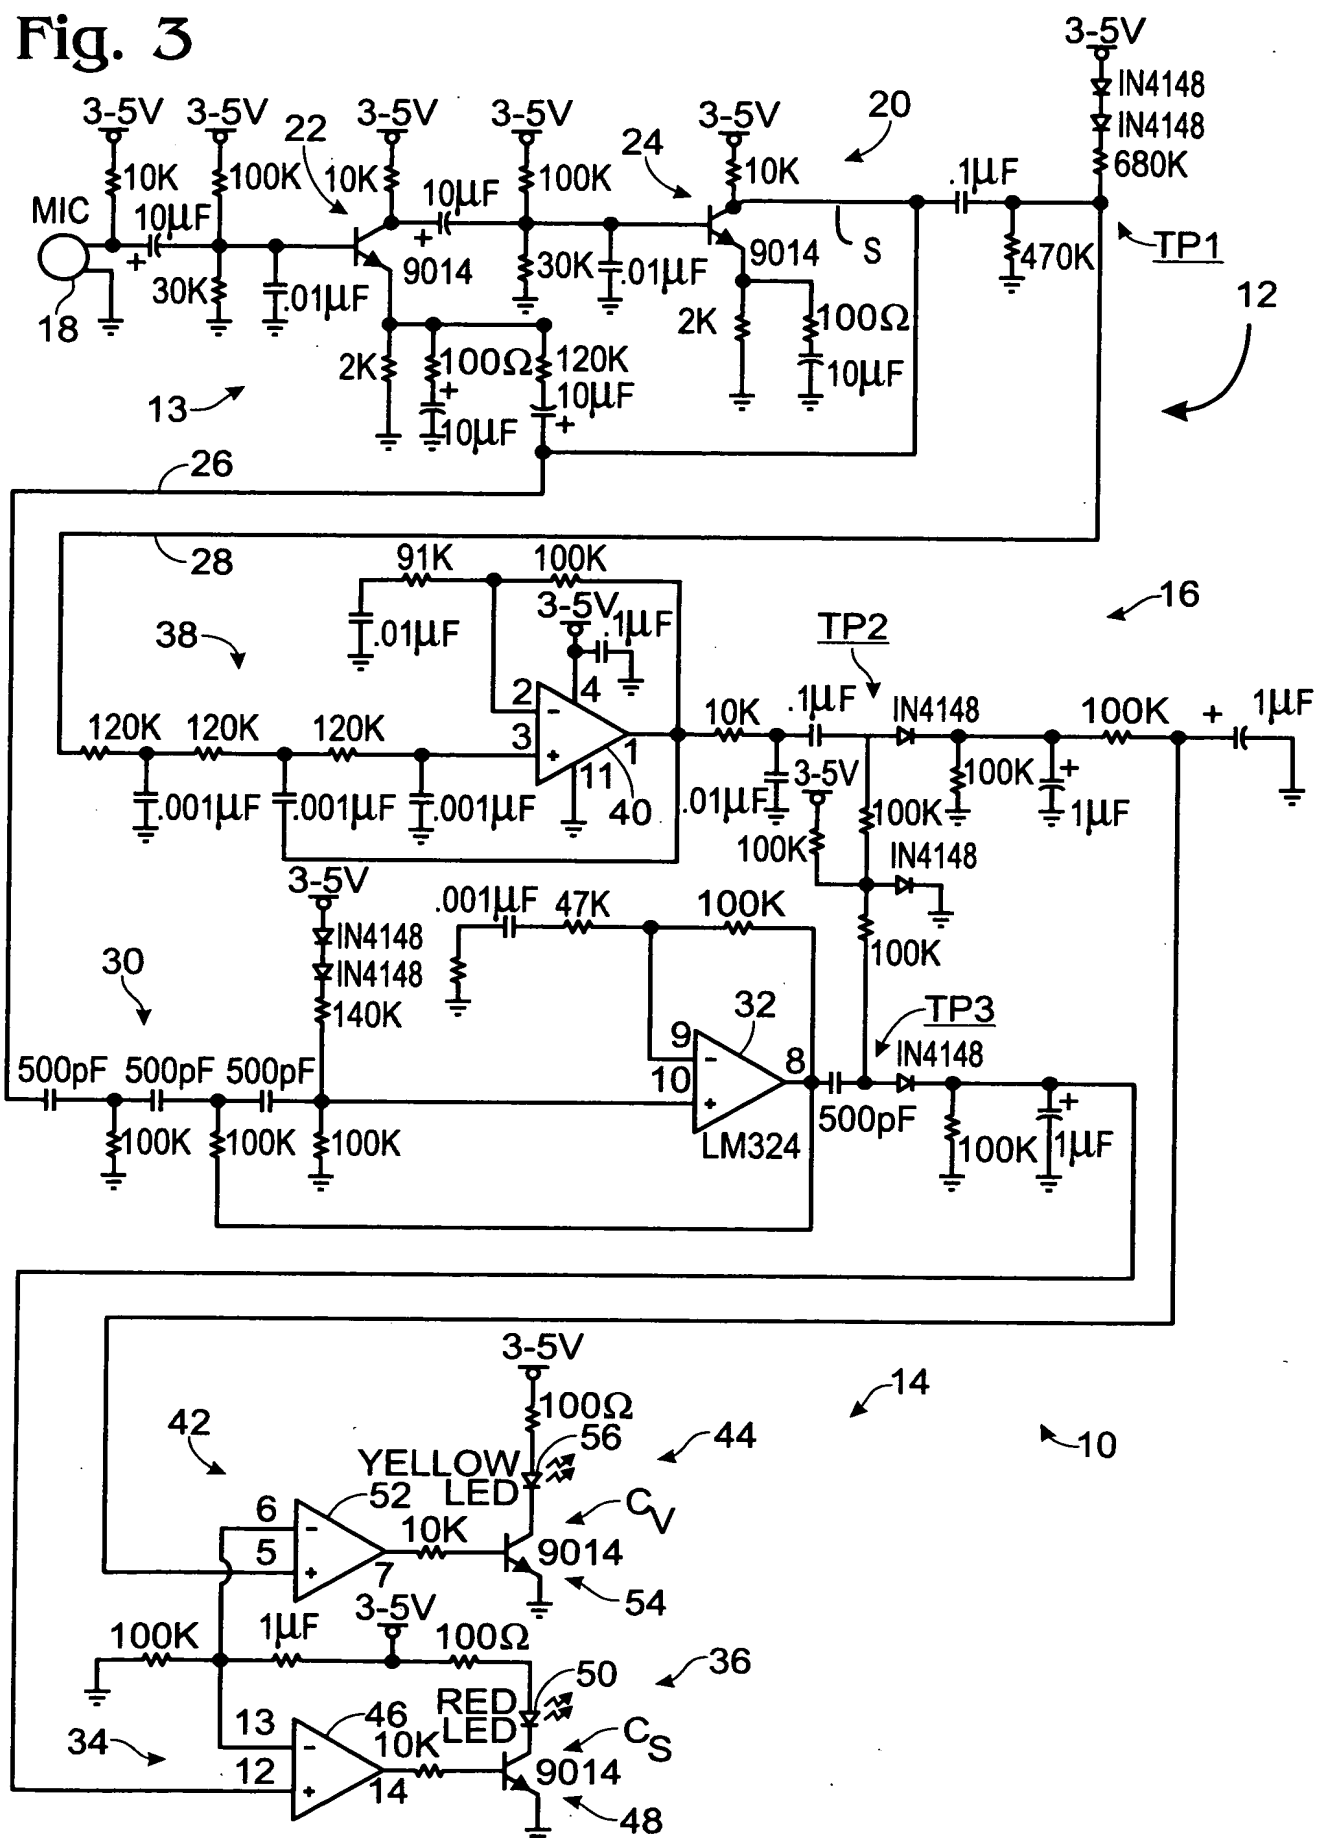 Fig. 3
3-5V
IN4148
IN4148
680K
3-5V 3-5V 3-5V 3-5V 3-5V
22
24
20
10K 100K 10K 100K 10K
MIC
10µF
+
10µF
+
.1µF
30K
.01µF
9014
30K
.01µF
9014
S
470K
TP1
18
12
2K
100Ω
+
10µF
120K
10µF
+
2K
100Ω
10µF
13
26
28
91K
100K
3-5V
.1µF
.01µF
38
16
TP2
2
-
4
3
+
11
1
40
120K
120K
120K
.001µF
.001µF
.001µF
10K
.1µF
IN4148
100K
+
1µF
.01µF
3-5V
100K
+
1µF
100K
100K
IN4148
100K
3-5V
IN4148
IN4148
140K
.001µF
47K
100K
30
32
TP3
9
-
10
+
8
LM324
500pF
500pF
500pF
500pF
IN4148
100K
100K
100K
100K
+
1µF
3-5V
100Ω
14
10
42
44
56
YELLOW
LED
52
6
-
5
+
7
10K
CV
9014
54
3-5V
100K
1µF
100Ω
36
50
RED
LED
46
13
-
34
12
+
14
10K
CS
9014
48